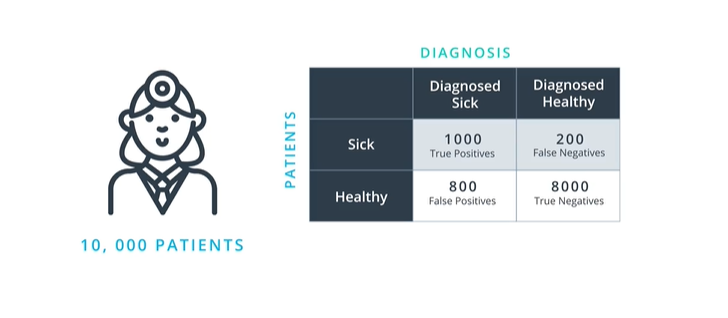 DIAGNOSIS
Diagnosed
Sick
Diagnosed
Healthy
PATIENTS
Sick
1000
True Positives
200
False Negatives
Healthy
800
False Positives
8000
True Negatives
10, 000 PATIENTS